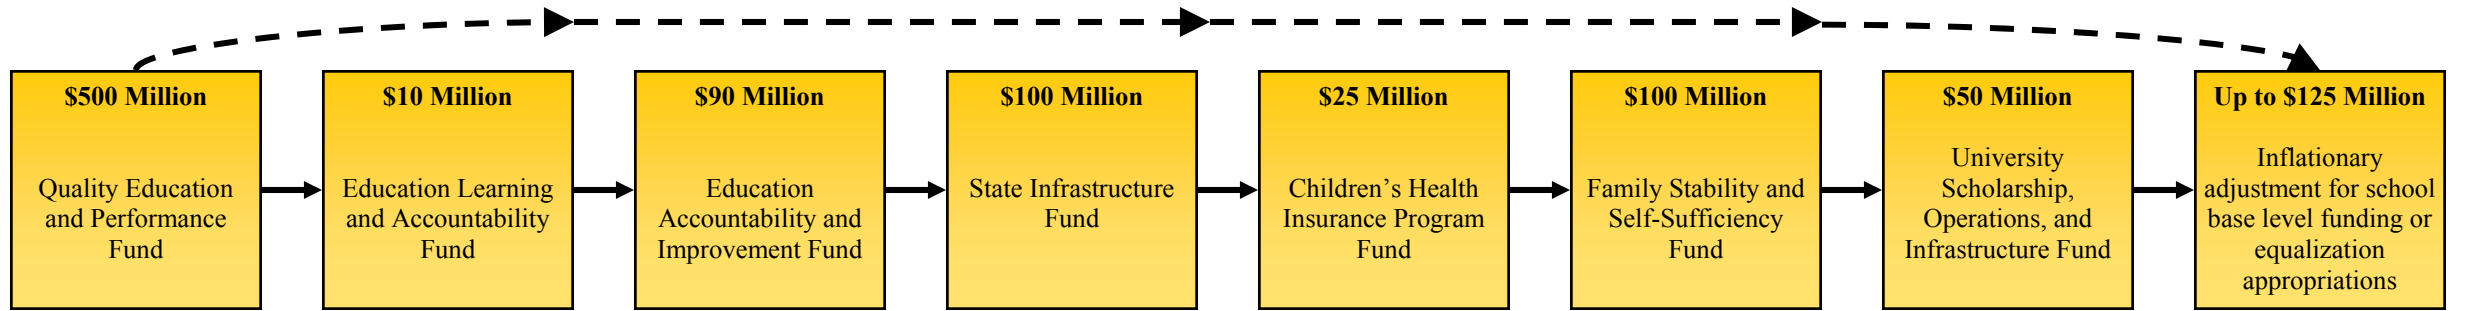 $500 Million
Quality Education
and Performance
Fund
$10 Million
Education Learning
and Accountability
Fund
$90 Million
Education
Accountability and
Improvement Fund
$100 Million
State Infrastructure
Fund
$25 Million
Children’s Health
Insurance Program
Fund
$100 Million
Family Stability and
Self-Sufficiency
Fund
$50 Million
University
Scholarship,
Operations, and
Infrastructure Fund
Up to $125 Million
Inflationary
adjustment for school
base level funding or
equalization
appropriations